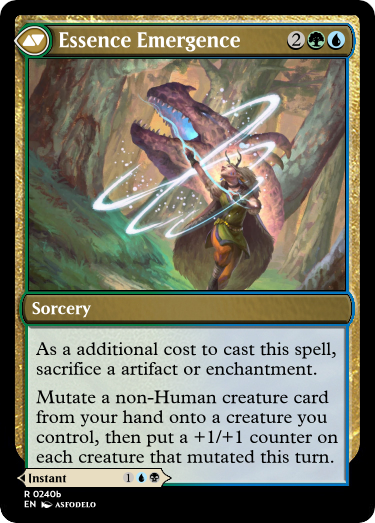 Essence Emergence 2
Sorcery
As a additional cost to cast this spell,
sacrifice a artifact or enchantment.
Mutate a non-Human creature card
from your hand onto a creature you
control, then put a +1/+1 counter on
each creature that mutated this turn.
Instant 1
R 0240b
EN ASFODELO